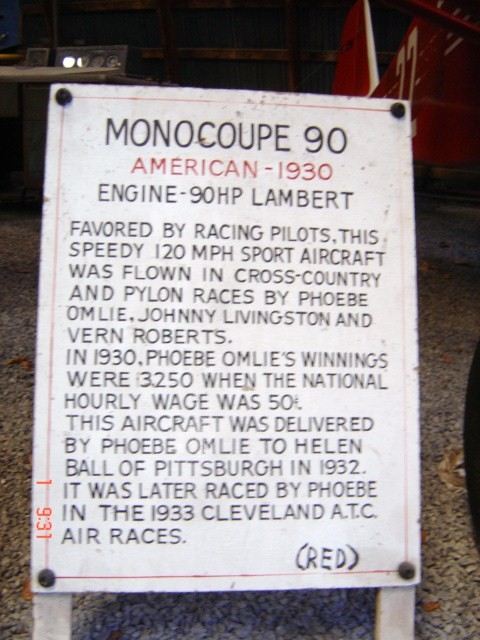 22
MONOCOUPE 90
AMERICAN-1930
ENGINE-90HP LAMBERT
FAVORED BY RACING PILOTS, THIS
SPEEDY 120 MPH SPORT AIRCRAFT
WAS FLOWN IN CROSS-COUNTRY
AND PYLON RACES BY PHOEBE
OMLIE, JOHNNY LIVINGSTON AND
VERN ROBERTS.
IN 1930, PHOEBE OMLIE'S WINNINGS
WERE 3250 WHEN THE NATIONAL
HOURLY WAGE WAS 50¢.
THIS AIRCRAFT WAS DELIVERED
BY PHOEBE OMLIE TO HELEN
BALL OF PITTSBURGH IN 1932.
IT WAS LATER RACED BY PHOEBE
IN THE 1933 CLEVELAND A.T.C.
AIR RACES.
(RED)
1 9:31